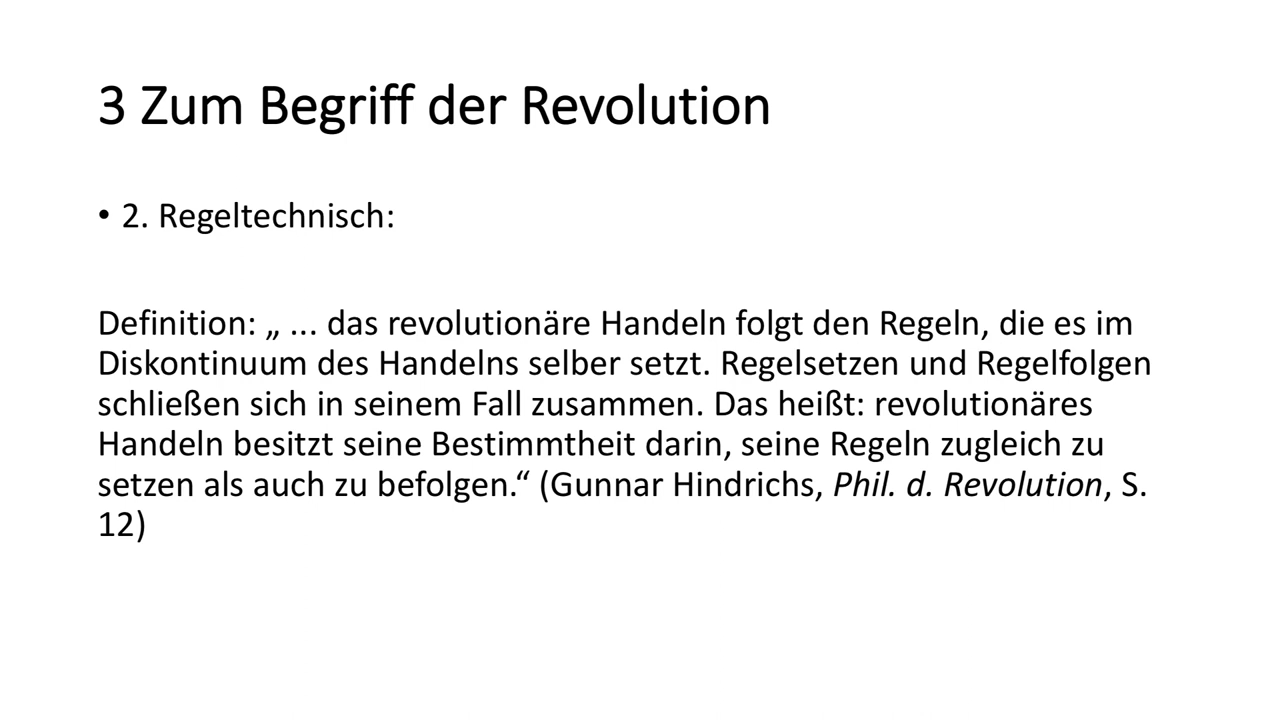 3 Zum Begriff der Revolution
• 2. Regeltechnisch:
Definition: „ ... das revolutionäre Handeln folgt den Regeln, die es im
Diskontinuum des Handelns selber setzt. Regelsetzen und Regelfolgen
schließen sich in seinem Fall zusammen. Das heißt: revolutionäres
Handeln besitzt seine Bestimmtheit darin, seine Regeln zugleich zu
setzen als auch zu befolgen.“ (Gunnar Hindrichs, Phil. d. Revolution, S.
12)